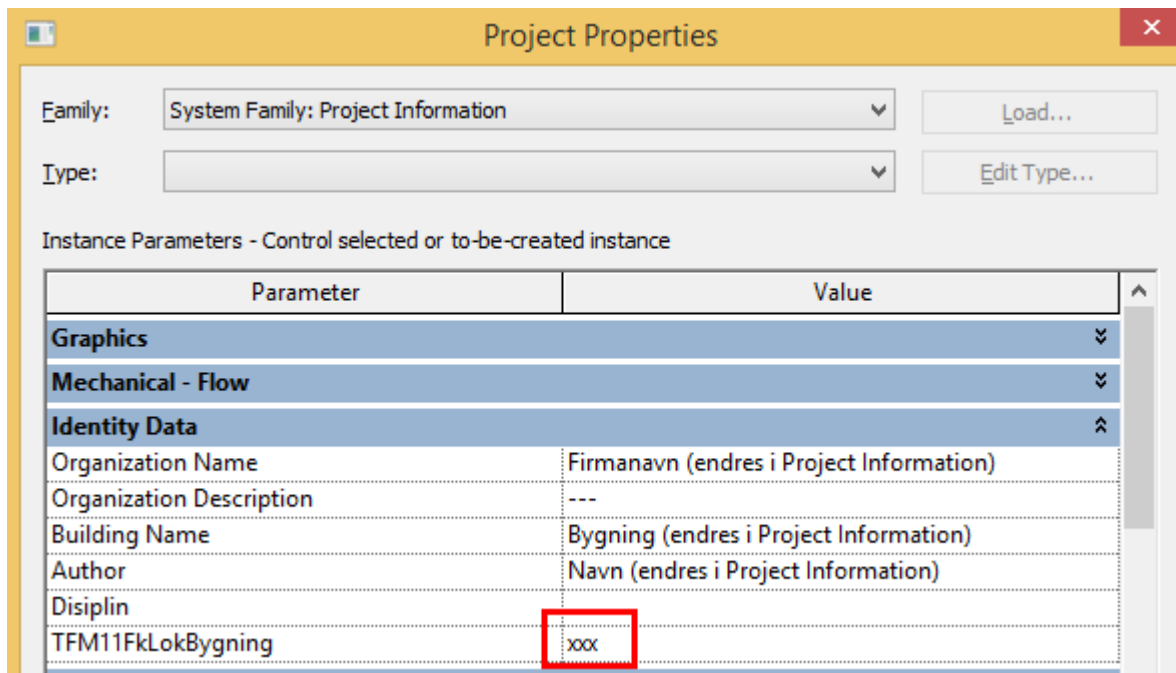 Project Properties
Family: System Family: Project Information Load...
Type: Edit Type...
Instance Parameters - Control selected or to-be-created instance
Parameter Value
Graphics
Mechanical - Flow
Identity Data
Organization Name Firmanavn (endres i Project Information)
Organization Description ---
Building Name Bygning (endres i Project Information)
Author Navn (endres i Project Information)
Disiplin
TFM11FkLokBygning xxx